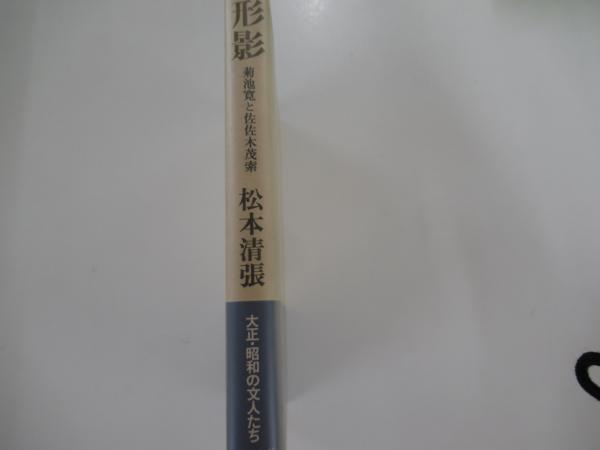 形影
菊池寛と佐佐木茂索
松本清張
大正・昭和の文人たち